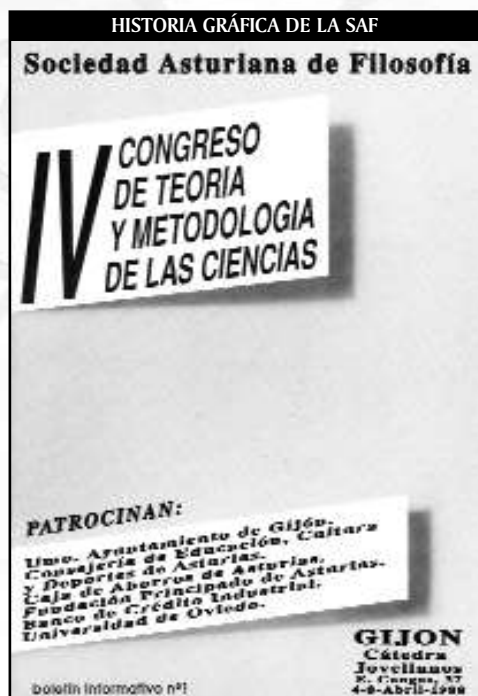 HISTORIA GRÁFICA DE LA SAF
Sociedad Asturiana de Filosofía
IV CONGRESO
DE TEORIA
Y METODOLOGIA
DE LAS CIENCIAS
PATROCINAN:
Ilmo. Ayuntamiento de Gijón.
Consejería de Educación, Cultura
y Deportes de Asturias.
Caja de Ahorros de Asturias.
Fundación Principado de Asturias.
Banco de Crédito Industrial.
Universidad de Oviedo.
GIJON
Cátedra
Jovellanos
boletín informativo nº1